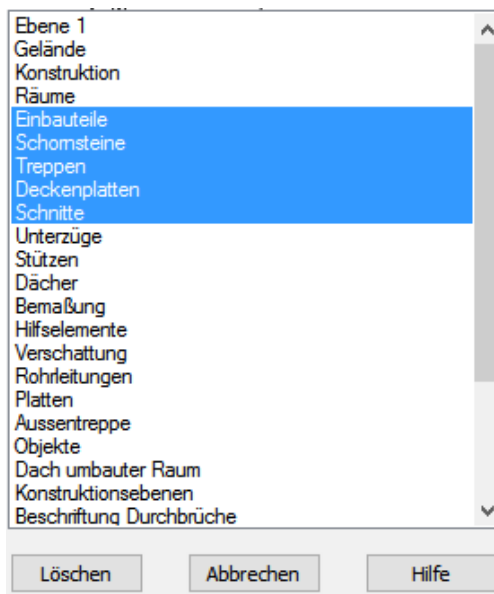 Ebene 1
Gelände
Konstruktion
Räume
Einbauteile
Schornsteine
Treppen
Deckenplatten
Schnitte
Unterzüge
Stützen
Dächer
Bemaßung
Hilfselemente
Verschattung
Rohrleitungen
Platten
Aussentreppe
Objekte
Dach umbauter Raum
Konstruktionsebenen
Beschriftung Durchbrüche
Löschen Abbrechen Hilfe